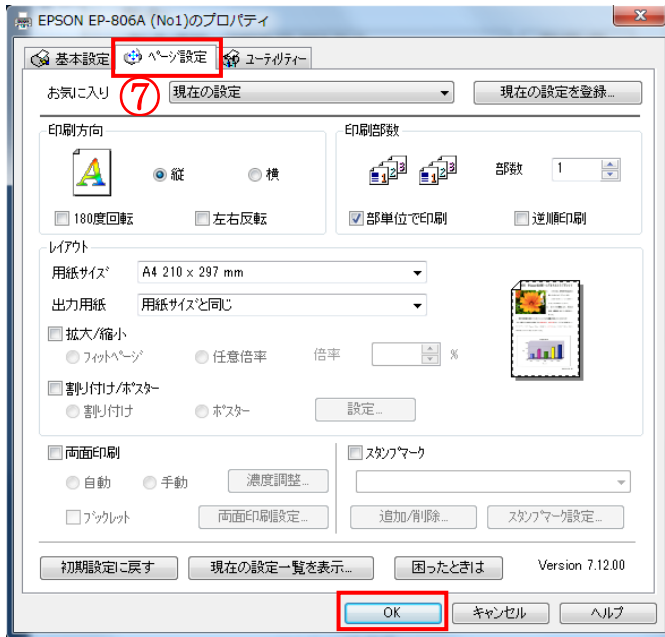 EPSON EP-806A (No1)のプロパティ
基本設定 ページ設定 ユーティリティー
お気に入り ⑦ 現在の設定 現在の設定を登録...
印刷方向 印刷部数
縦 横 部数 1
180度回転 左右反転 部単位で印刷 逆順印刷
レイアウト
用紙サイズ A4 210 x 297 mm
出力用紙 用紙サイズと同じ
拡大/縮小
フィットページ 任意倍率 倍率 %
割り付け/ポスター
割り付け ポスター 設定...
両面印刷 スタンプマーク
自動 手動 濃度調整...
ブックレット 両面印刷設定... 追加/削除... スタンプマーク設定...
初期設定に戻す 現在の設定一覧を表示... 困ったときは Version 7.12.00
OK キャンセル ヘルプ